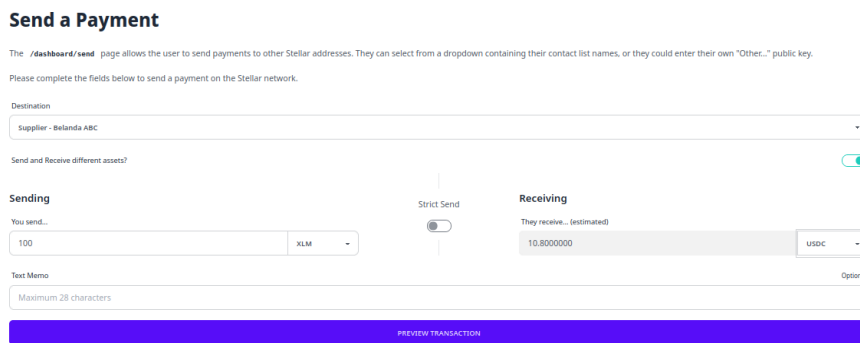 Send a Payment
The /dashboard/send page allows the user to send payments to other Stellar addresses. They can select from a dropdown containing their contact list names, or they could enter their own "Other..." public key.
Please complete the fields below to send a payment on the Stellar network.
Destination
Supplier - Belanda ABC
Send and Receive different assets?
Sending
Strict Send
Receiving
You send...
They receive... (estimated)
100
XLM
10.8000000
USDC
Text Memo
Option
Maximum 28 characters
PREVIEW TRANSACTION